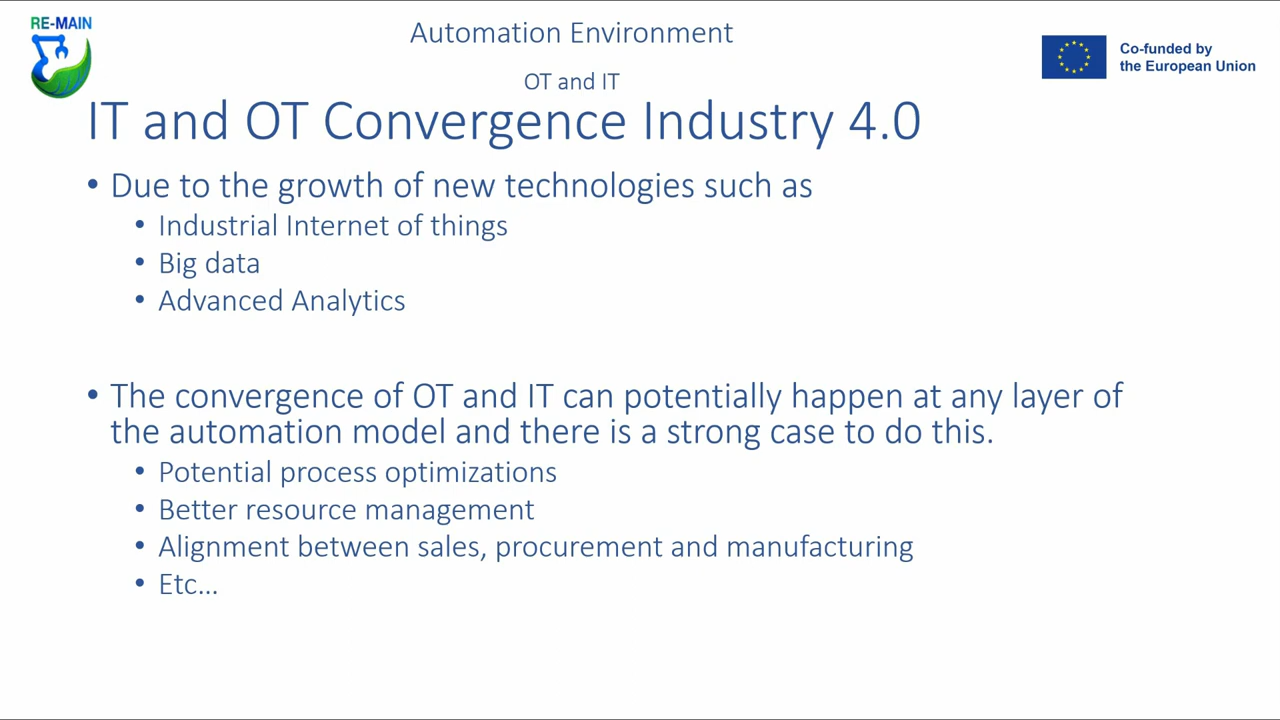 RE-MAIN
Automation Environment
OT and IT
Co-funded by
the European Union
IT and OT Convergence Industry 4.0
• Due to the growth of new technologies such as
• Industrial Internet of things
• Big data
• Advanced Analytics
• The convergence of OT and IT can potentially happen at any layer of
the automation model and there is a strong case to do this.
• Potential process optimizations
• Better resource management
• Alignment between sales, procurement and manufacturing
• Etc...